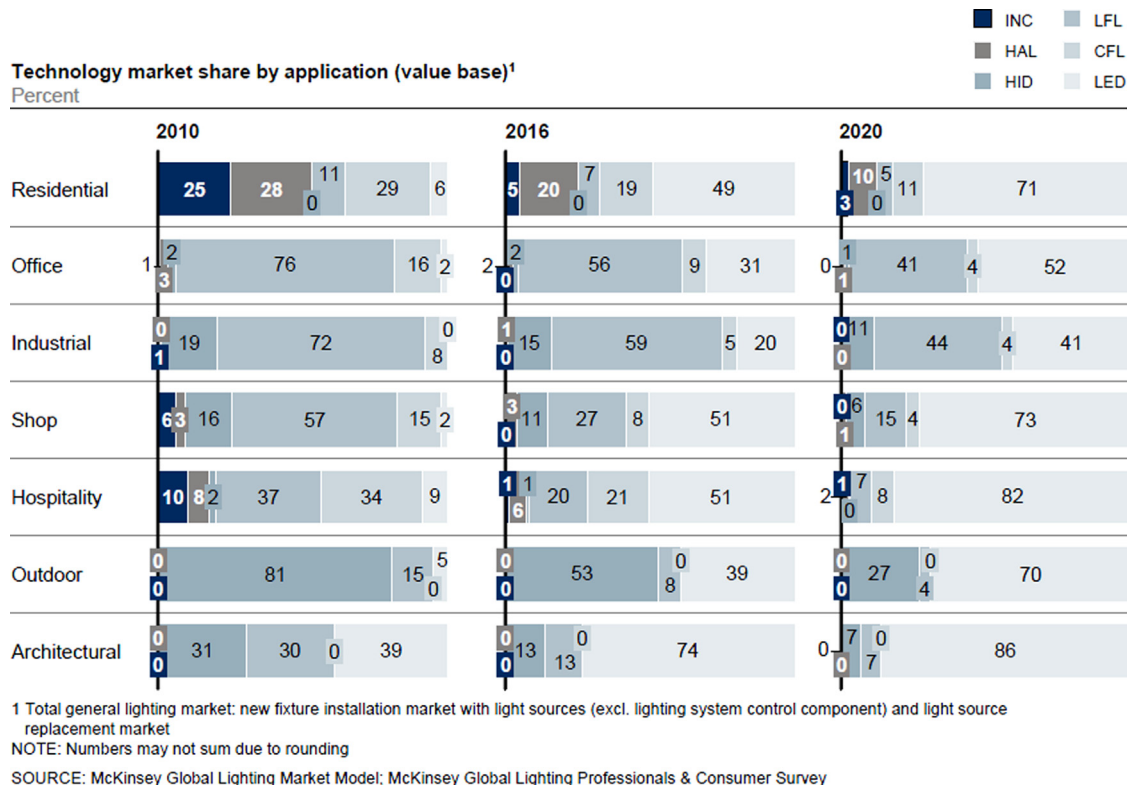 INC LFL
HAL CFL
HID LED
Technology market share by application (value base)¹
Percent
2010 2016 2020
Residential 25 28 0 11 29 6 5 20 0 7 19 49 3 10 0 5 11 71
Office 1 3 2 76 16 2 2 0 2 56 9 31 0 1 1 41 4 52
Industrial 0 1 19 72 8 0 1 0 15 59 5 20 0 0 11 44 4 41
Shop 6 3 16 57 15 2 3 0 11 27 8 51 0 1 6 15 4 73
Hospitality 10 8 2 37 34 9 1 6 1 20 21 51 2 1 0 7 8 82
Outdoor 0 0 81 15 0 5 0 0 53 8 0 39 0 0 27 4 0 70
Architectural 0 0 31 30 0 39 0 0 13 13 0 74 0 0 7 7 0 86
1 Total general lighting market: new fixture installation market with light sources (excl. lighting system control component) and light source
replacement market
NOTE: Numbers may not sum due to rounding
SOURCE: McKinsey Global Lighting Market Model; McKinsey Global Lighting Professionals & Consumer Survey